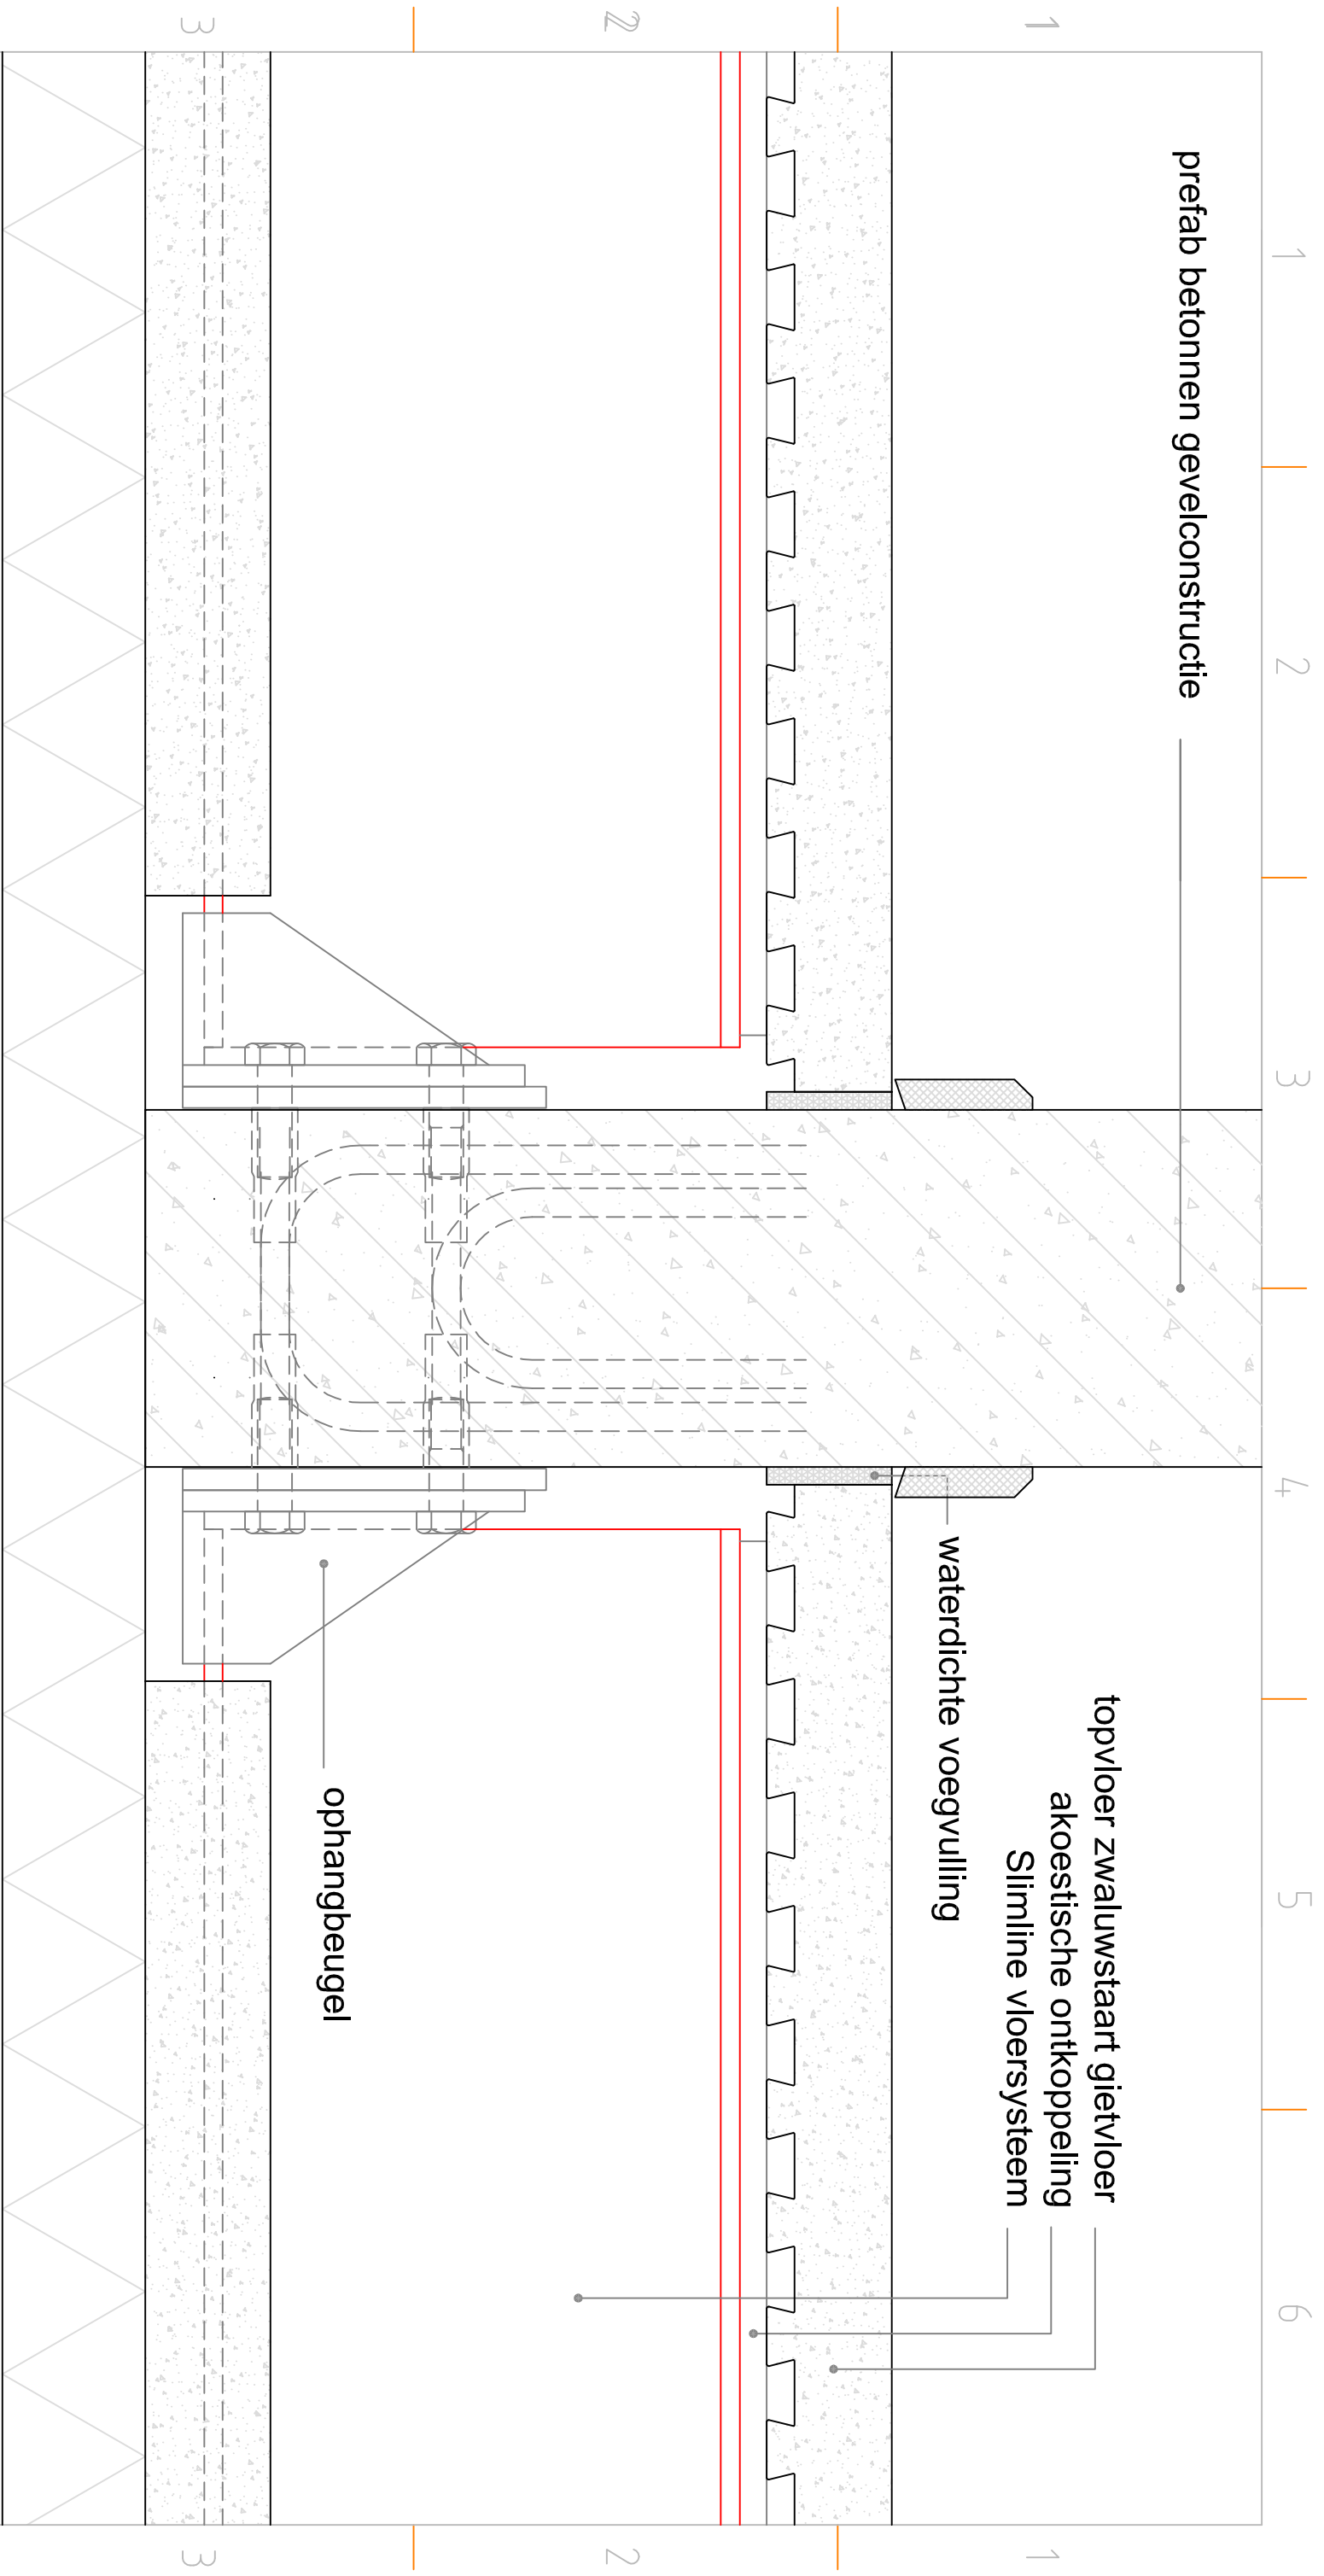 1
2
3
4
5
6
3
2
1
3
2
1
prefab betonnen gevelconstructie
topvloer zwaluwstaart gietvloer
akoestische ontkoppeling
Slimline vloersysteem
waterdichte voegvulling
ophangbeugel